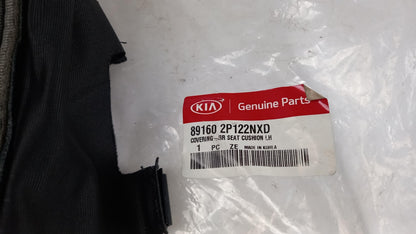 KIA Genuine Parts
89160 2P122NXD
COVERING-RR SEAT CUSHION LH
1 PC ZE MADE IN KOREA